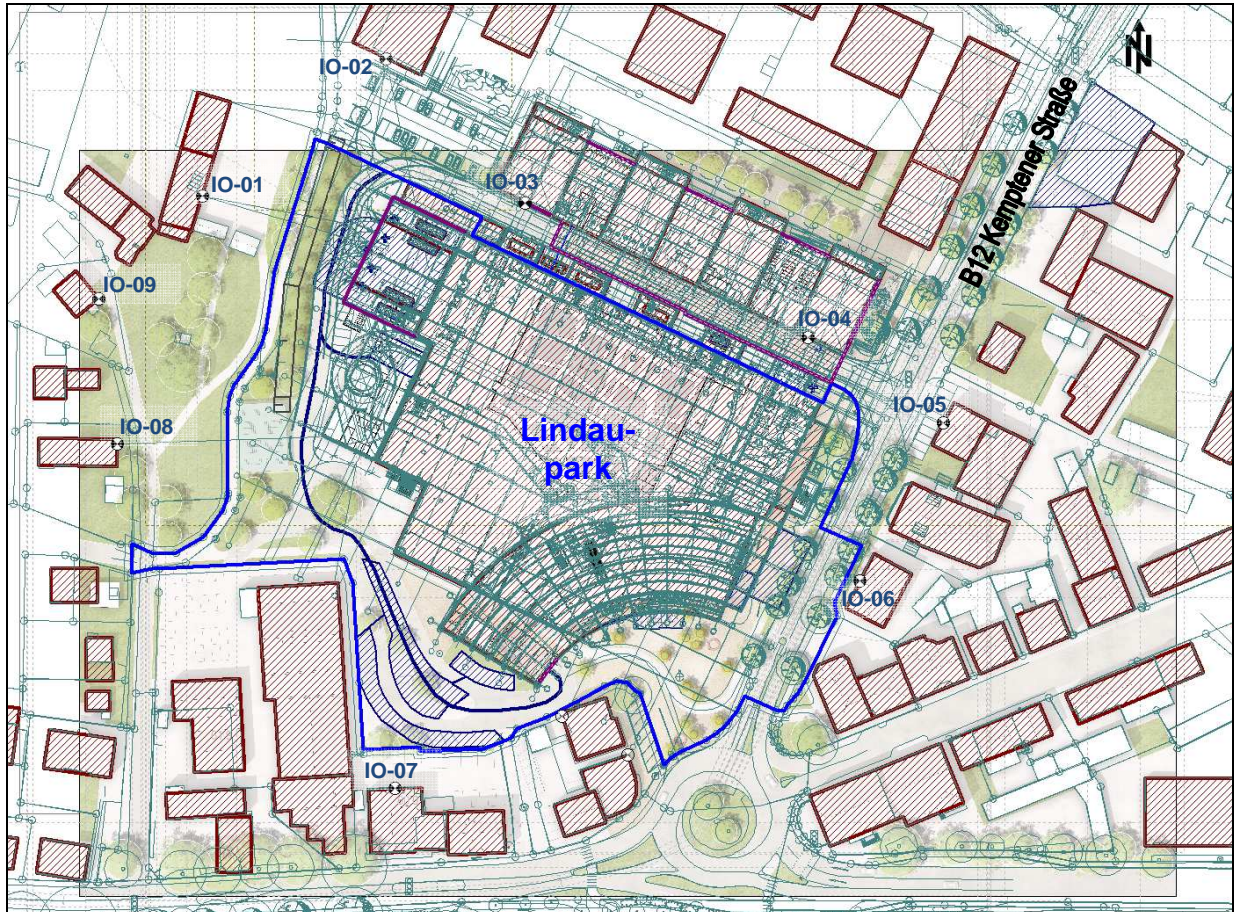 IO-02
N
B12 Kemptener Straße
IO-01
IO-03
IO-09
IO-04
IO-05
IO-08
Lindau-
park
IO-06
IO-07